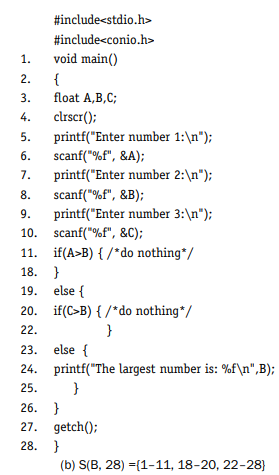 #include<stdio.h>
#include<conio.h>
1. void main()
2. {
3. float A,B,C;
4. clrscr();
5. printf("Enter number 1:\n");
6. scanf("%f", &A);
7. printf("Enter number 2:\n");
8. scanf("%f", &B);
9. printf("Enter number 3:\n");
10. scanf("%f", &C);
11. if(A>B) { /*do nothing*/
18. }
19. else {
20. if(C>B) { /*do nothing*/
22. }
23. else {
24. printf("The largest number is: %f\n",B);
25. }
26. }
27. getch();
28. }
(b) S(B, 28) ={1–11, 18–20, 22–28}